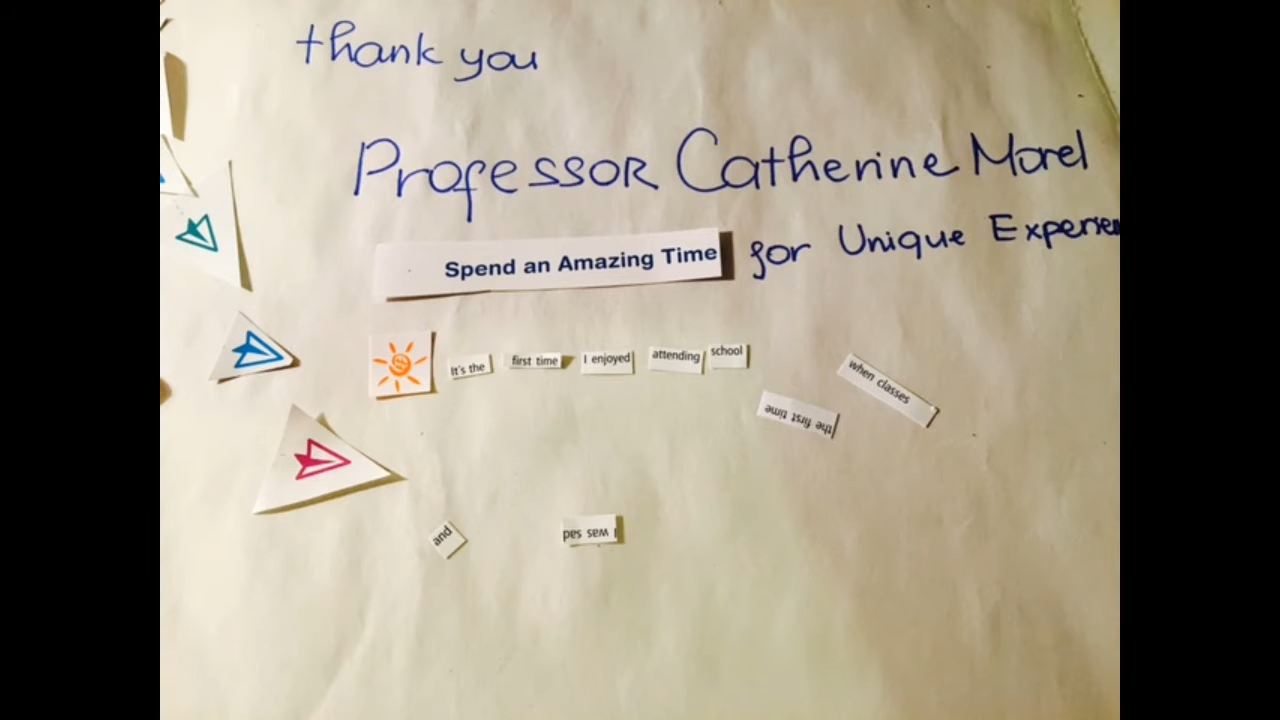 thank you
Professor Catherine Morel
Spend an Amazing Time for Unique
It's the first time I enjoyed attending school
when classes
the first time
and
I was sad